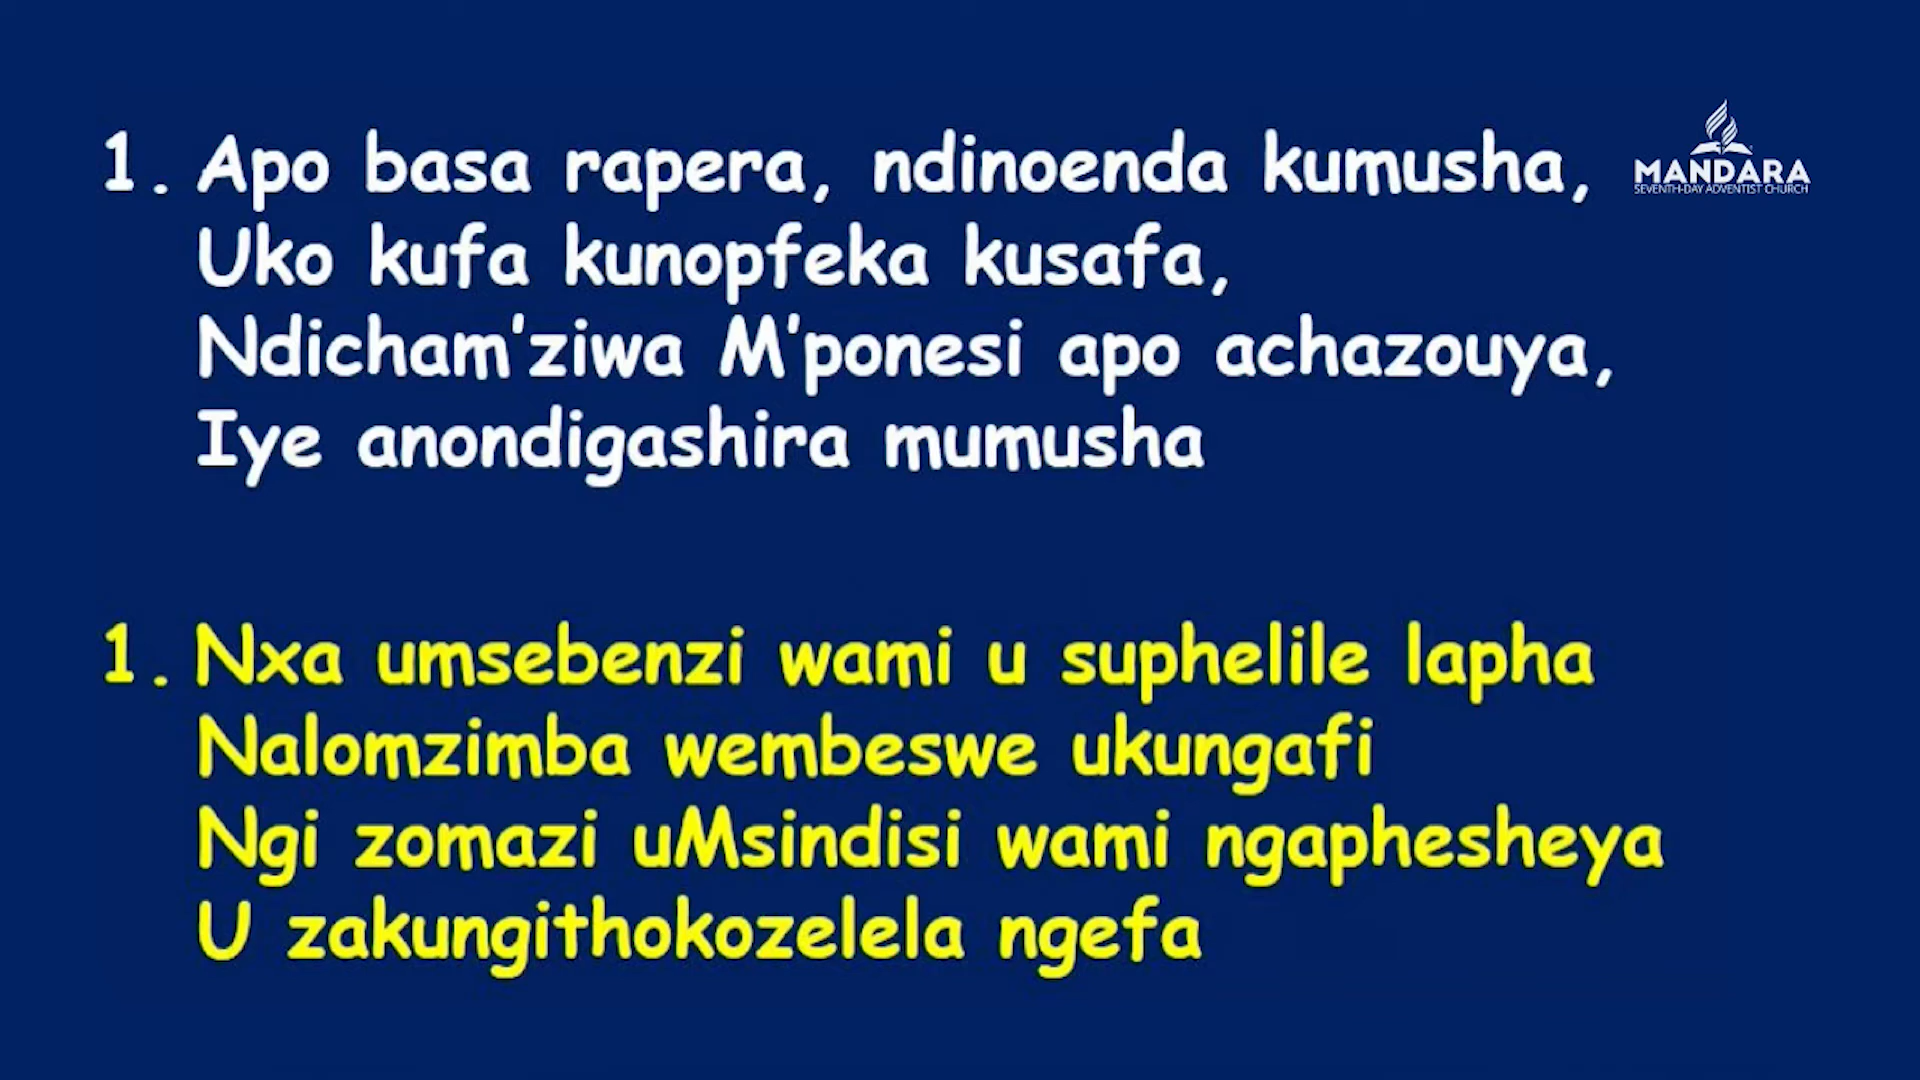 1. Apo basa rapera, ndinoenda kumusha,
Uko kufa kunopfeka kusafa,
Ndicham'ziwa M'ponesi apo achazouya,
Iye anondigashira mumusha
MANDARA
SEVENTH-DAY ADVENTIST CHURCH
1. Nxa umsebenzi wami u suphelile lapha
Nalomzimba wembeswe ukungafi
Ngi zomazi uMsindisi wami ngaphesheya
U zakungithokozelela ngefa